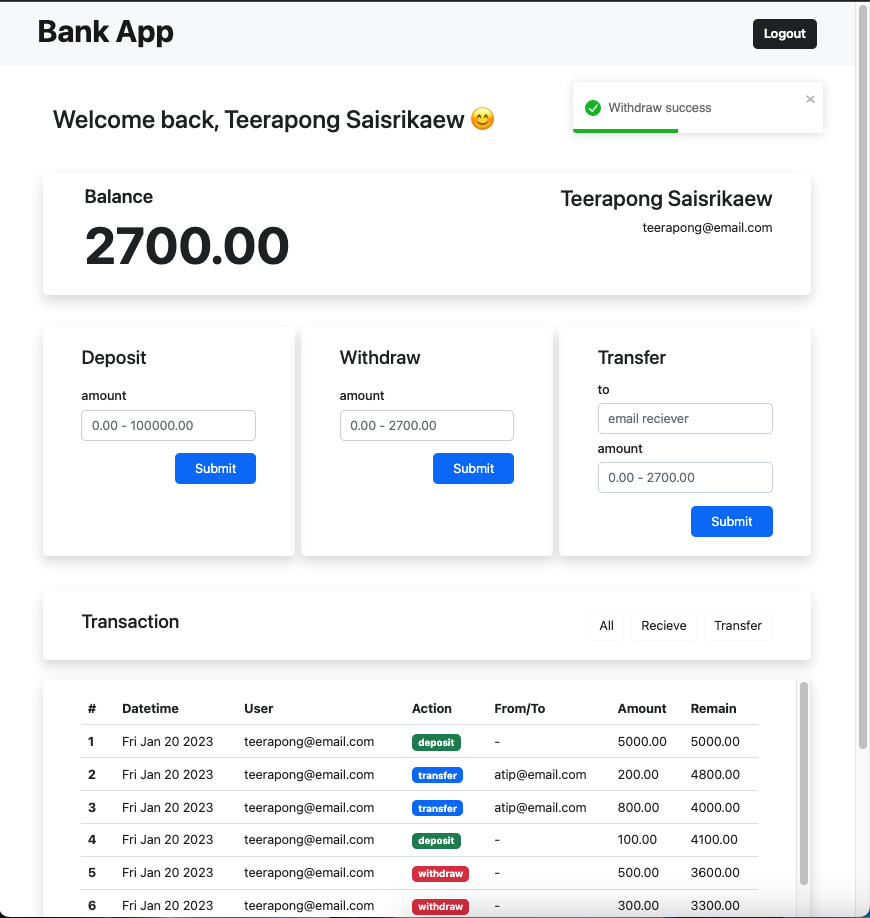 Bank App
Logout
Welcome back, Teerapong Saisrikaew 😊
Withdraw success
×
Balance
Teerapong Saisrikaew
2700.00
teerapong@email.com
Deposit
amount
0.00 - 100000.00
Submit
Withdraw
amount
0.00 - 2700.00
Submit
Transfer
to
email reciever
amount
0.00 - 2700.00
Submit
Transaction
All Recieve Transfer
# Datetime User Action From/To Amount Remain
1 Fri Jan 20 2023 teerapong@email.com deposit - 5000.00 5000.00
2 Fri Jan 20 2023 teerapong@email.com transfer atip@email.com 200.00 4800.00
3 Fri Jan 20 2023 teerapong@email.com transfer atip@email.com 800.00 4000.00
4 Fri Jan 20 2023 teerapong@email.com deposit - 100.00 4100.00
5 Fri Jan 20 2023 teerapong@email.com withdraw - 500.00 3600.00
6 Fri Jan 20 2023 teerapong@email.com withdraw - 300.00 3300.00